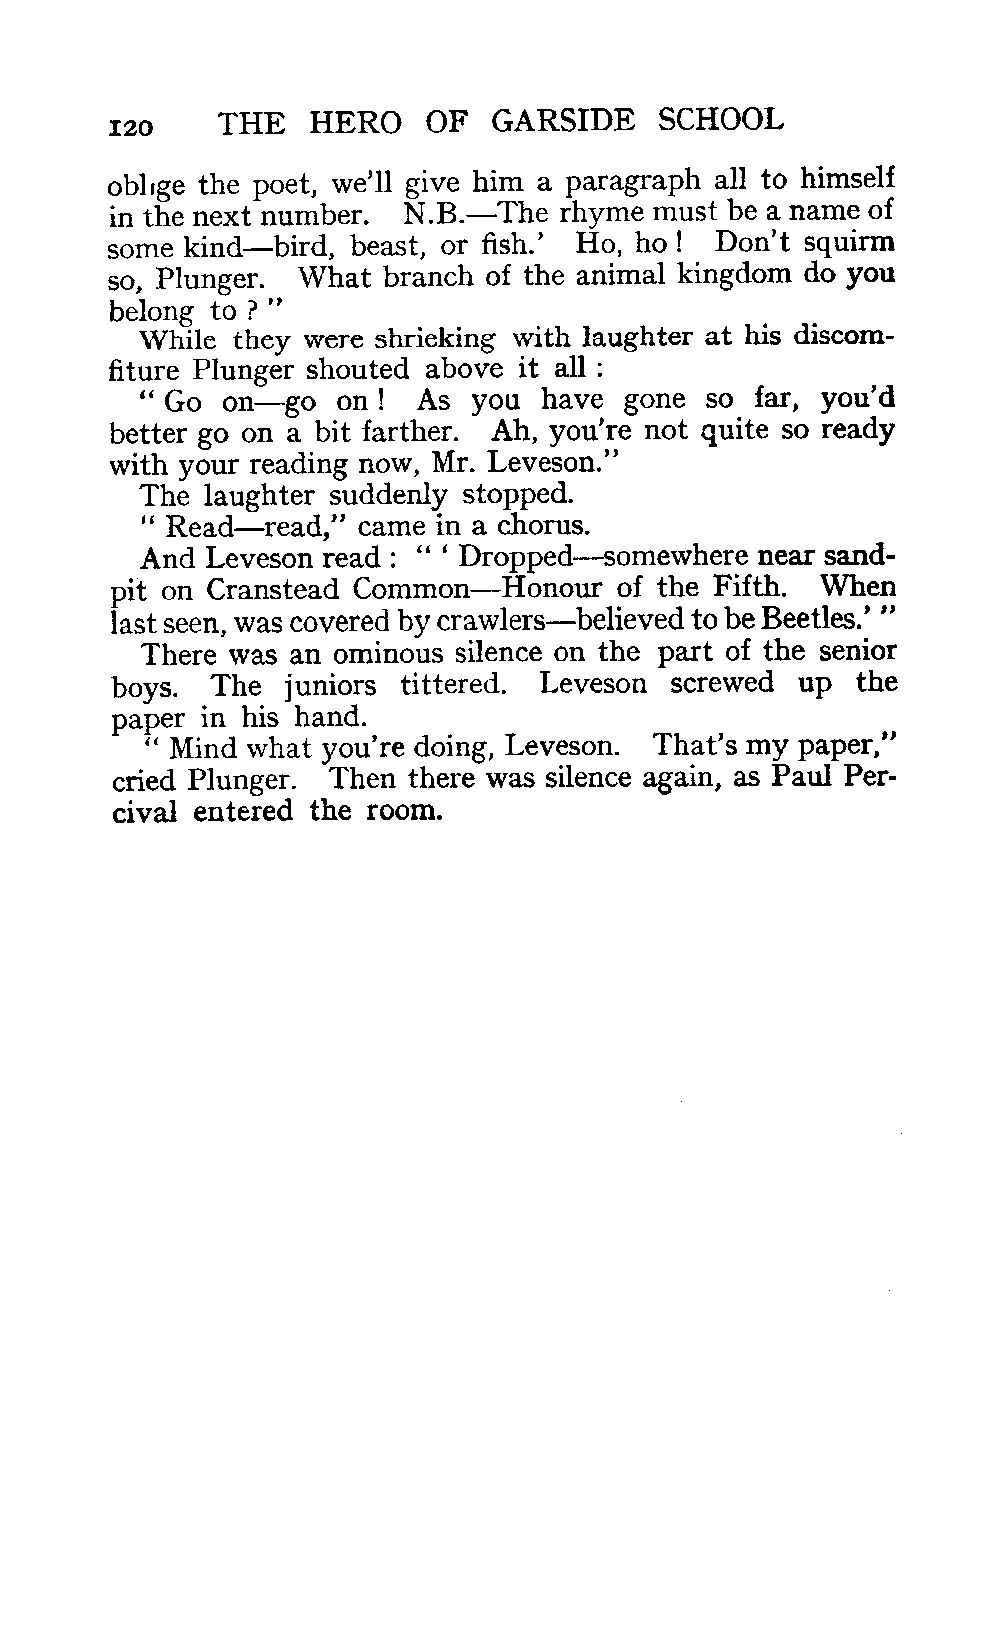 120 THE HERO OF GARSIDE SCHOOL
oblige the poet, we'll give him a paragraph all to himself
in the next number. N.B.—The rhyme must be a name of
some kind—bird, beast, or fish.' Ho, ho! Don't squirm
so, Plunger. What branch of the animal kingdom do you
belong to?"
While they were shrieking with laughter at his discom-
fiture Plunger shouted above it all:
"Go on—go on! As you have gone so far, you'd
better go on a bit farther. Ah, you're not quite so ready
with your reading now, Mr. Leveson."
The laughter suddenly stopped.
"Read—read," came in a chorus.
And Leveson read: "'Dropped—somewhere near sand-
pit on Cranstead Common—Honour of the Fifth. When
last seen, was covered by crawlers—believed to be Beetles.'"
There was an ominous silence on the part of the senior
boys. The juniors tittered. Leveson screwed up the
paper in his hand.
"Mind what you're doing, Leveson. That's my paper,"
cried Plunger. Then there was silence again, as Paul Per-
cival entered the room.